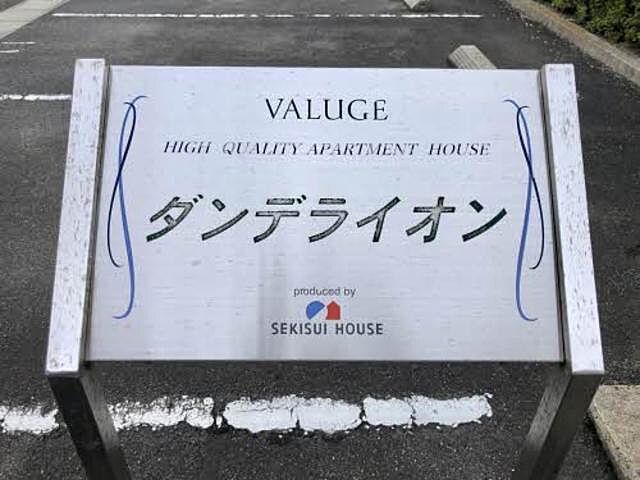 VALUGE
HIGH QUALITY APARTMENT HOUSE
ダンデライオン
produced by
SEKISUI HOUSE